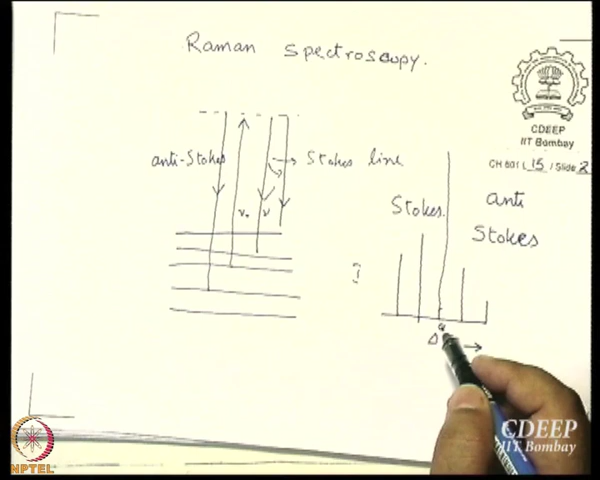 Raman Spectroscopy.
CDEEP
IIT Bombay
CH 601 L 15 / Slide 2
anti-Stokes
Stokes line
ν₀ ν
Stokes
anti
Stokes
I
Δ
NPTEL
CDEEP
IIT Bombay